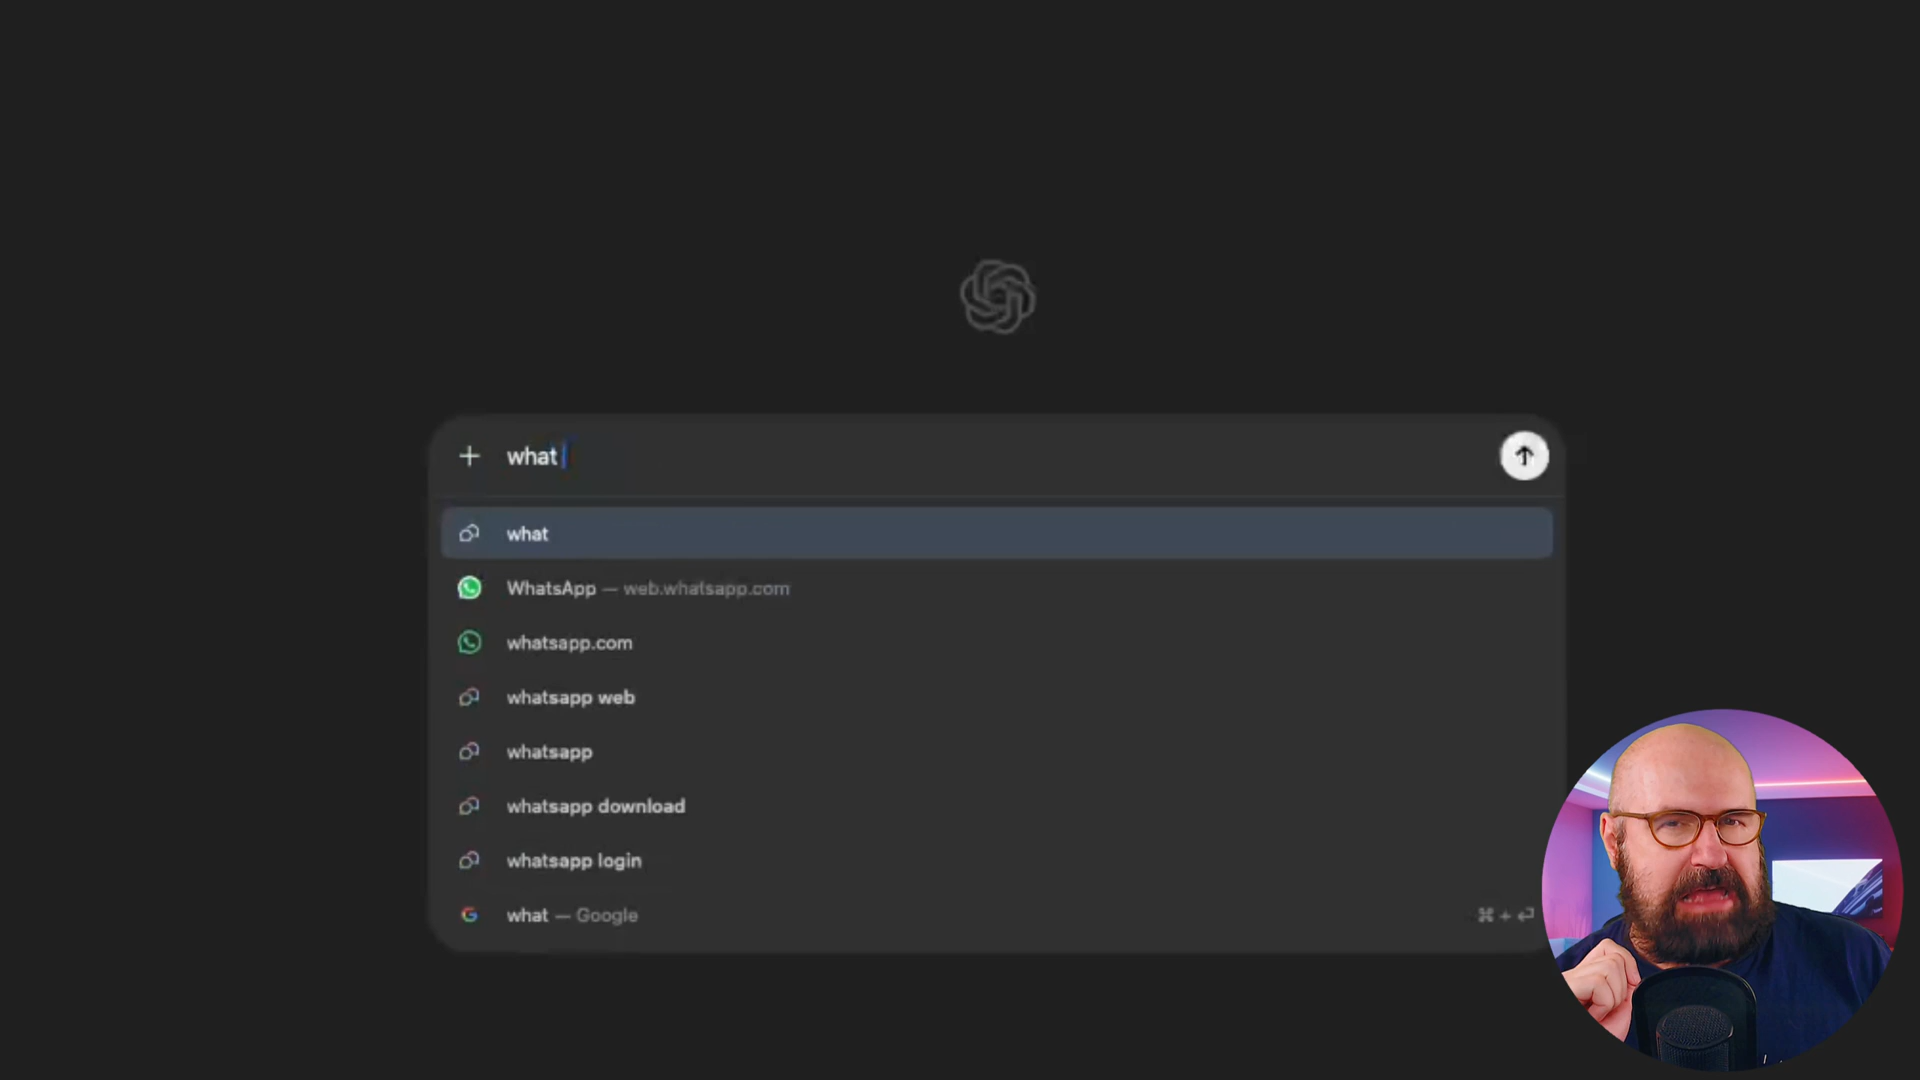 what
what
WhatsApp — web.whatsapp.com
whatsapp.com
whatsapp web
whatsapp
whatsapp download
whatsapp login
what — Google ⌘ + ⏎